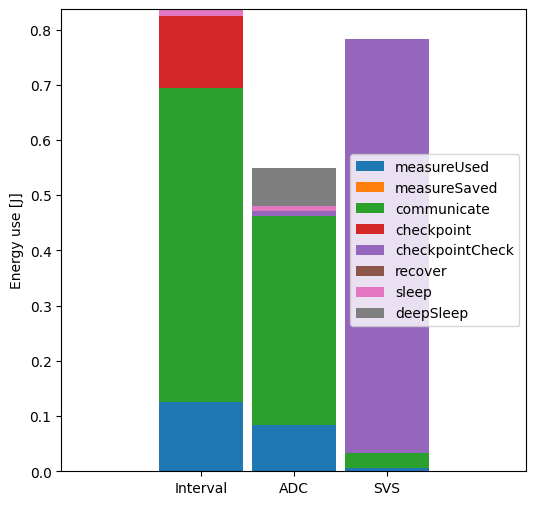 Energy use [J]
0.8
0.7
0.6
0.5
0.4
0.3
0.2
0.1
0.0
Interval
ADC
SVS
measureUsed
measureSaved
communicate
checkpoint
checkpointCheck
recover
sleep
deepSleep